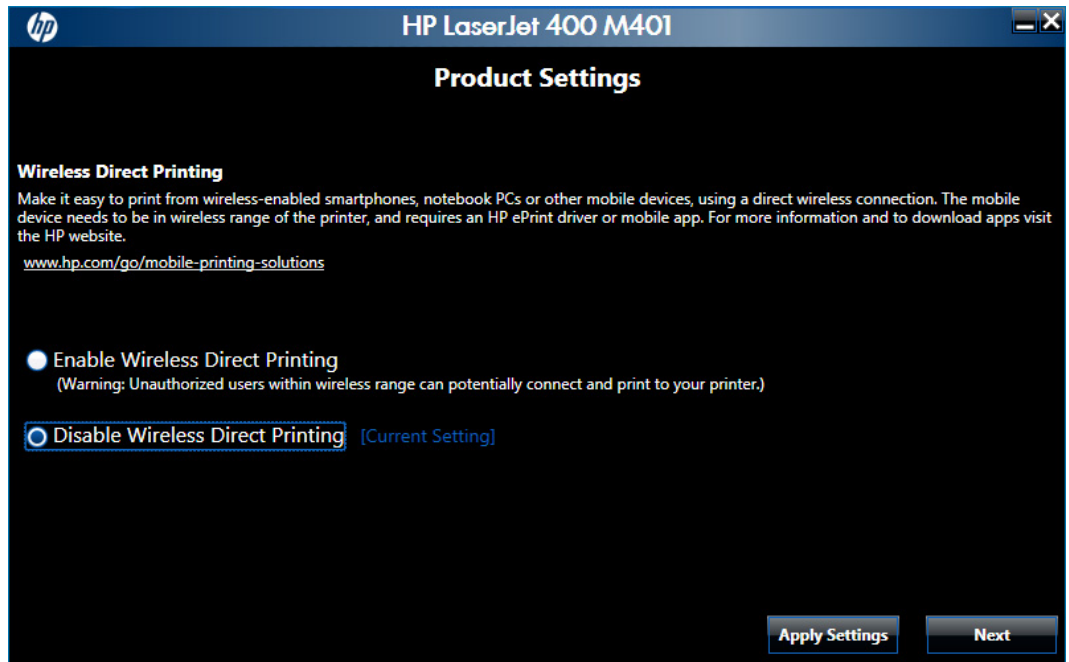 hp
HP LaserJet 400 M401
Product Settings
Wireless Direct Printing
Make it easy to print from wireless-enabled smartphones, notebook PCs or other mobile devices, using a direct wireless connection. The mobile
device needs to be in wireless range of the printer, and requires an HP ePrint driver or mobile app. For more information and to download apps visit
the HP website.
www.hp.com/go/mobile-printing-solutions
Enable Wireless Direct Printing
(Warning: Unauthorized users within wireless range can potentially connect and print to your printer.)
Disable Wireless Direct Printing [Current Setting]
Apply Settings Next